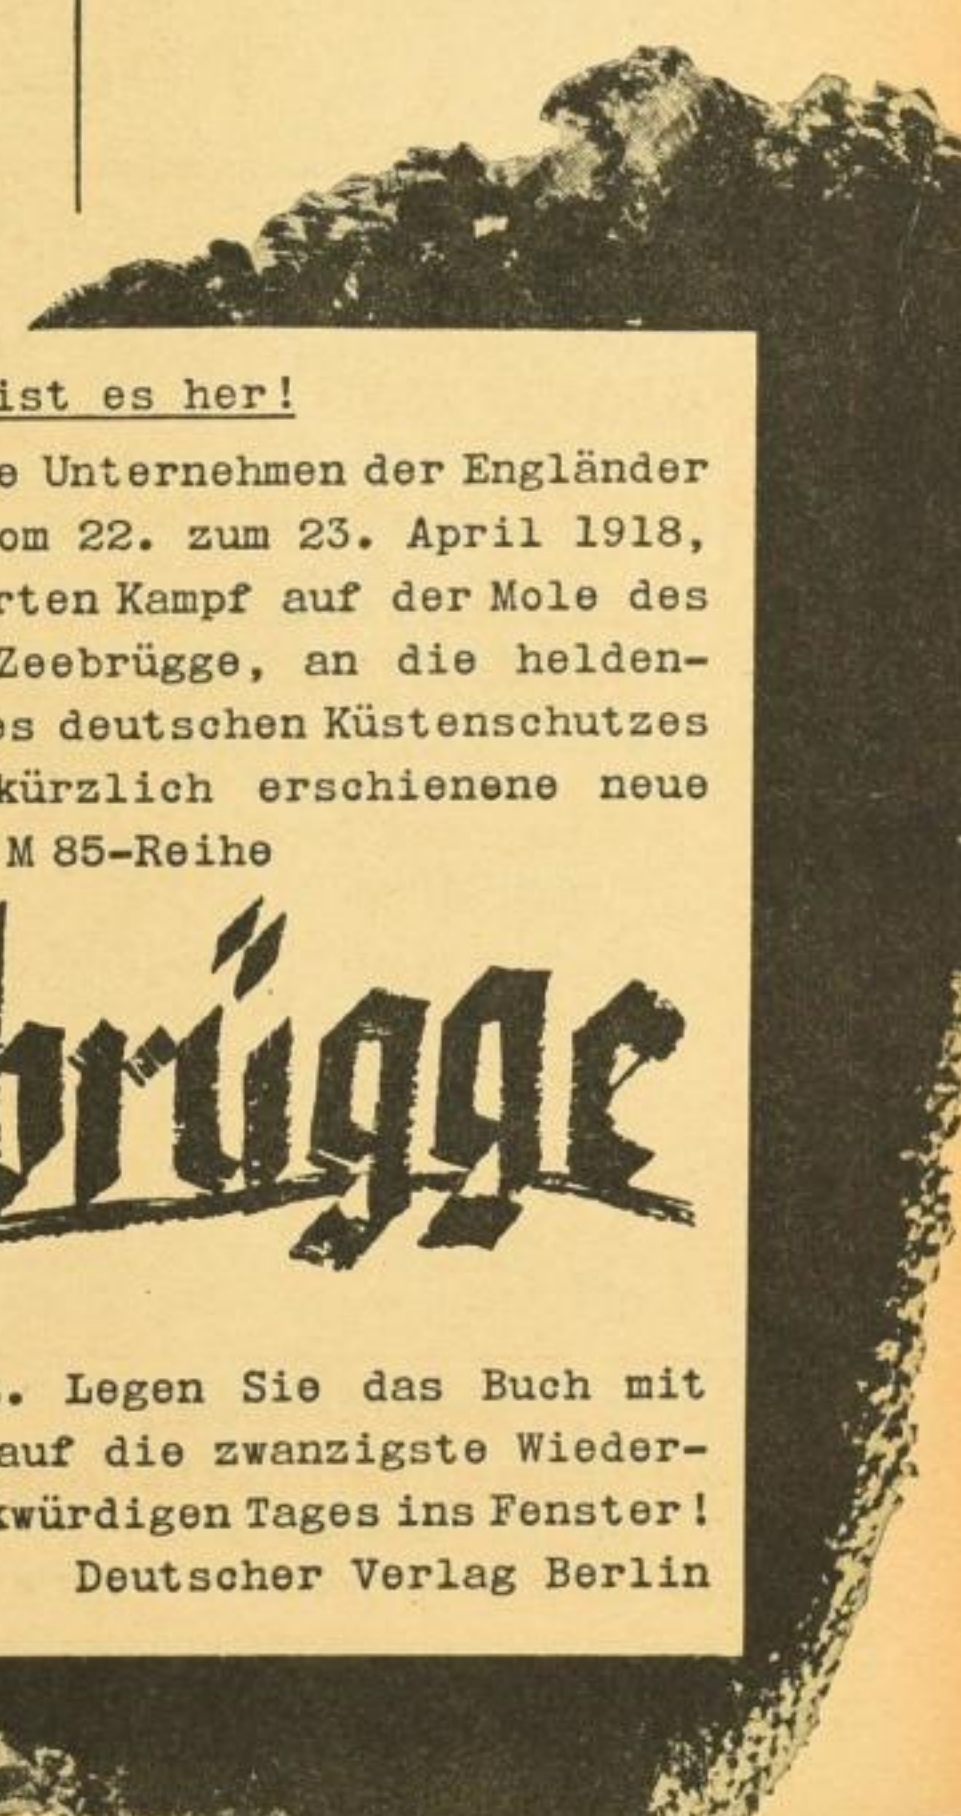 ist es her!
e Unternehmen der Engländer
om 22. zum 23. April 1918,
rten Kampf auf der Mole des
Zeebrügge, an die helden-
es deutschen Küstenschutzes
kürzlich erschienene neue
M 85-Reihe
brügge
. Legen Sie das Buch mit
auf die zwanzigste Wieder-
kwürdigen Tages ins Fenster!
Deutscher Verlag Berlin